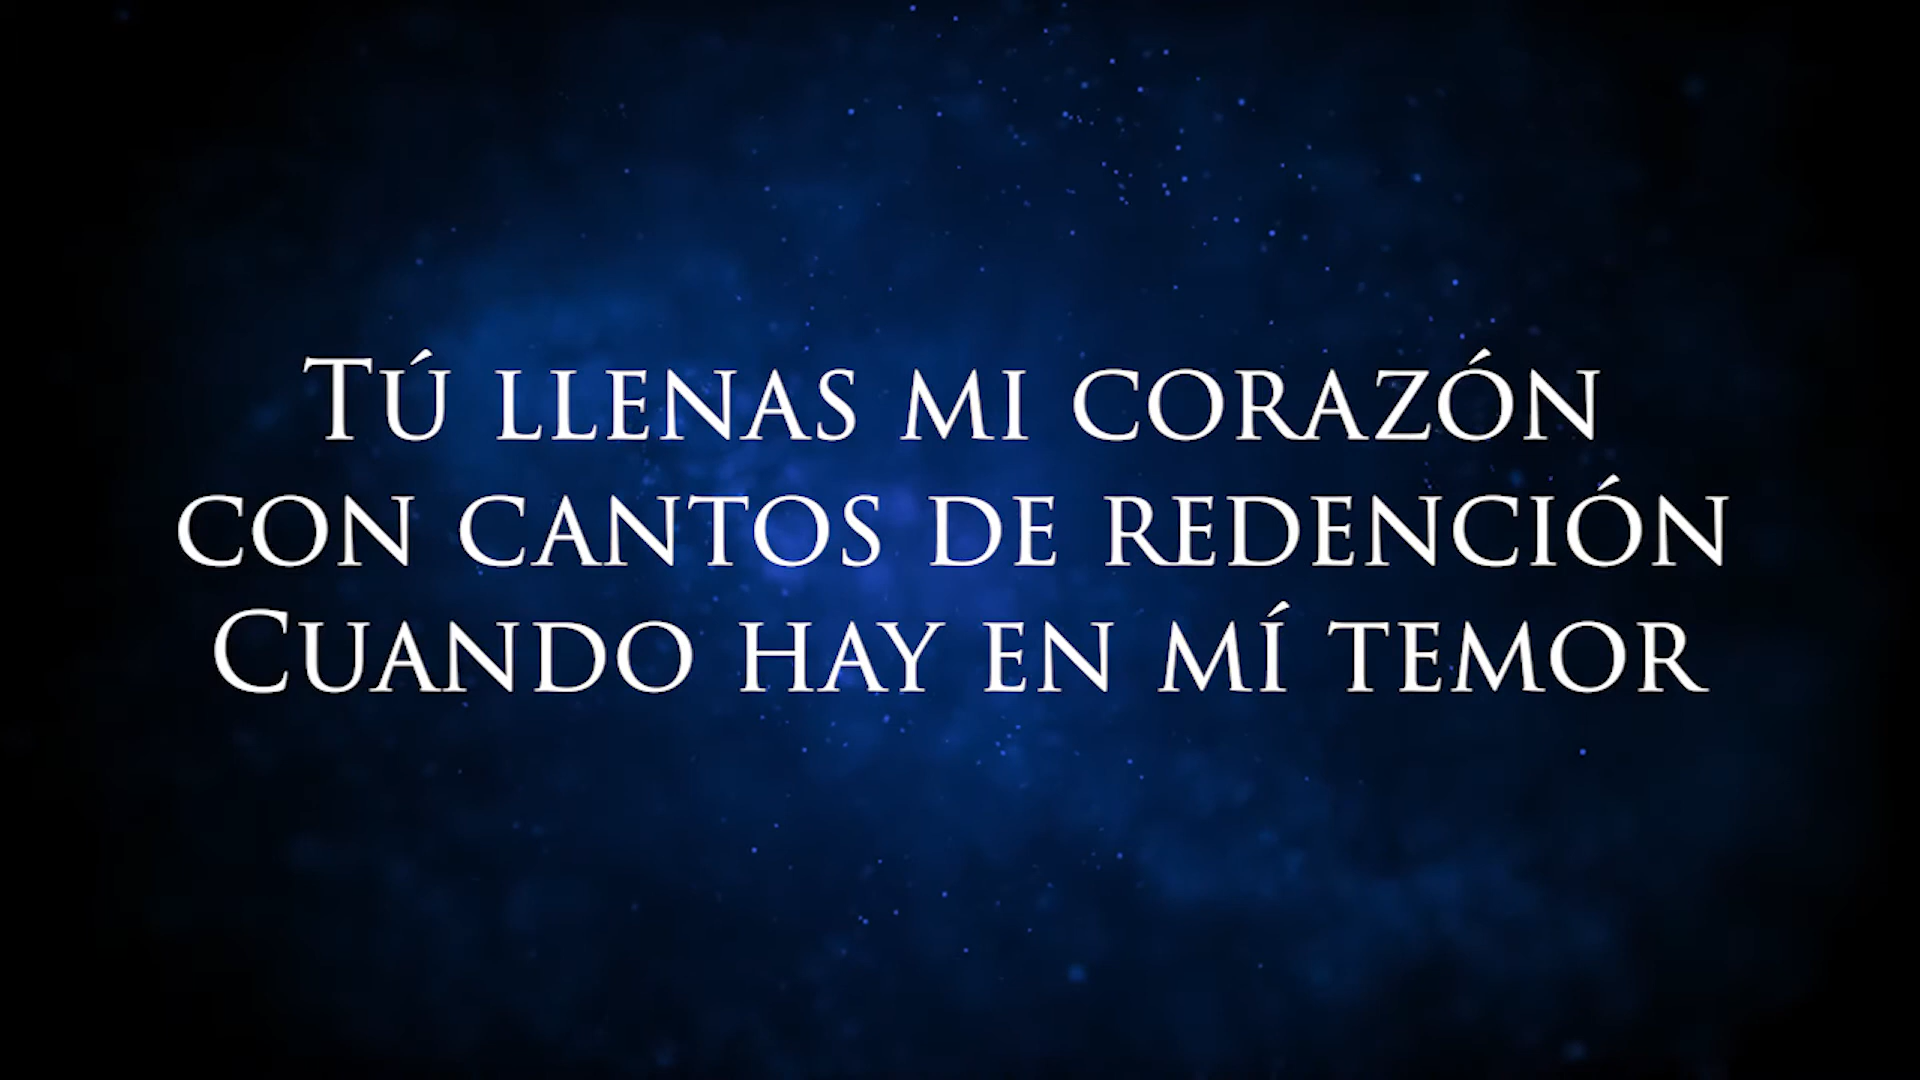 Tú llenas mi corazón
con cantos de redención
Cuando hay en mí temor